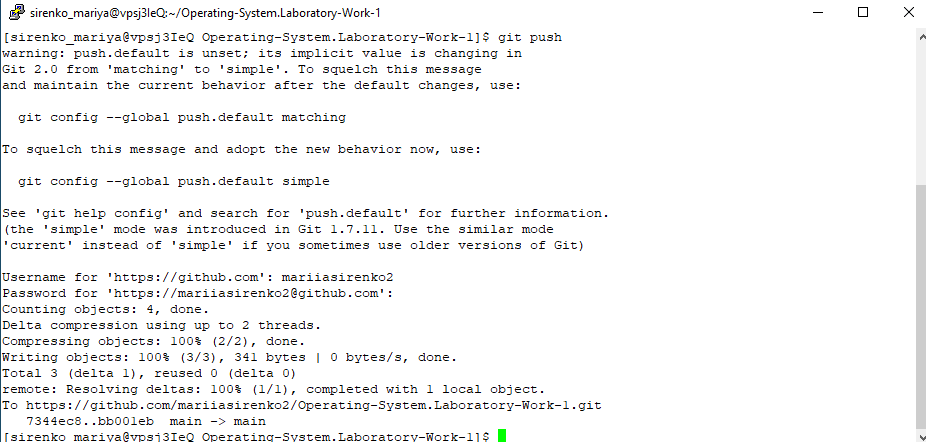 sirenko_mariya@vpsj3IeQ:~/Operating-System.Laboratory-Work-1
[sirenko_mariya@vpsj3IeQ Operating-System.Laboratory-Work-1]$ git push
warning: push.default is unset; its implicit value is changing in
Git 2.0 from 'matching' to 'simple'. To squelch this message
and maintain the current behavior after the default changes, use:
git config --global push.default matching
To squelch this message and adopt the new behavior now, use:
git config --global push.default simple
See 'git help config' and search for 'push.default' for further information.
(the 'simple' mode was introduced in Git 1.7.11. Use the similar mode
'current' instead of 'simple' if you sometimes use older versions of Git)
Username for 'https://github.com': mariiasirenko2
Password for 'https://mariiasirenko2@github.com':
Counting objects: 4, done.
Delta compression using up to 2 threads.
Compressing objects: 100% (2/2), done.
Writing objects: 100% (3/3), 341 bytes | 0 bytes/s, done.
Total 3 (delta 1), reused 0 (delta 0)
remote: Resolving deltas: 100% (1/1), completed with 1 local object.
To https://github.com/mariiasirenko2/Operating-System.Laboratory-Work-1.git
7344ec8..bb001eb  main -> main
[sirenko_mariya@vpsj3IeQ Operating-System.Laboratory-Work-1]$